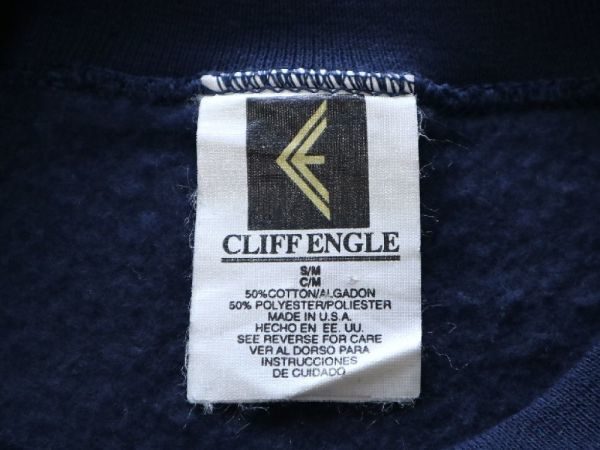 CLIFF ENGLE
S/M
C/M
50% COTTON/ALGADON
50% POLYESTER/POLIESTER
MADE IN U.S.A.
HECHO EN EE. UU.
SEE REVERSE FOR CARE
VER AL DORSO PARA
INSTRUCCIONES
DE CUIDADO